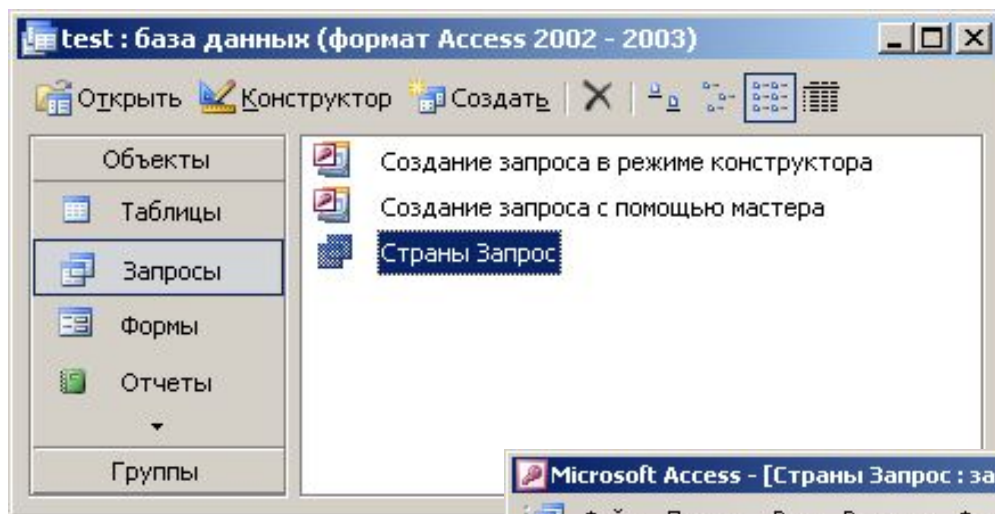 test : база данных (формат Access 2002 - 2003)
Открыть Конструктор Создать
Объекты
Таблицы
Запросы
Формы
Отчеты
Группы
Создание запроса в режиме конструктора
Создание запроса с помощью мастера
Страны Запрос
Microsoft Access - [Страны Запрос : за